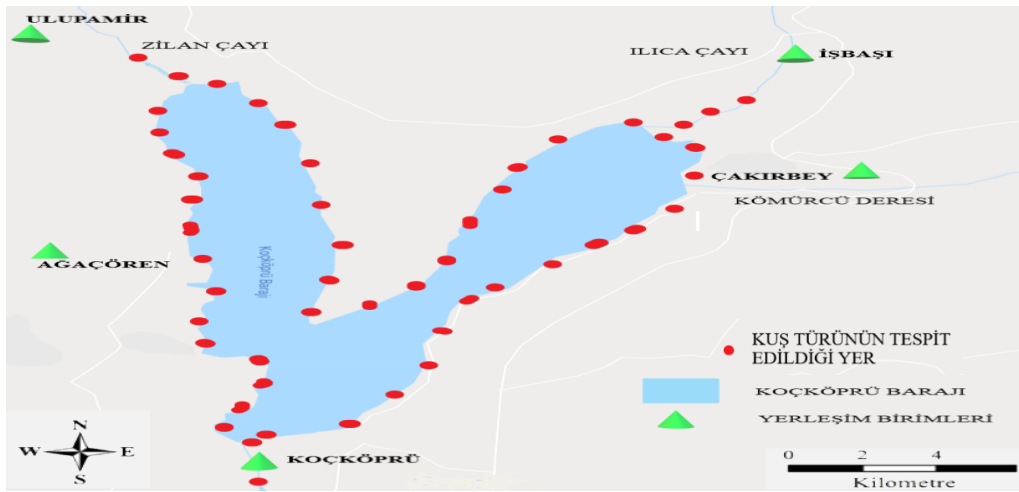 ULUPAMİR
ZİLAN ÇAYI
ILICA ÇAYI
İŞBAŞI
ÇAKIRBEY
KÖMÜRCÜ DERESİ
AĞAÇÖREN
Koçköprü Barajı
KUŞ TÜRÜNÜN TESPİT
EDİLDİĞİ YER
KOÇKÖPRÜ BARAJI
YERLEŞİM BİRİMLERİ
N
W E
S
KOÇKÖPRÜ
0 2 4
Kilometre